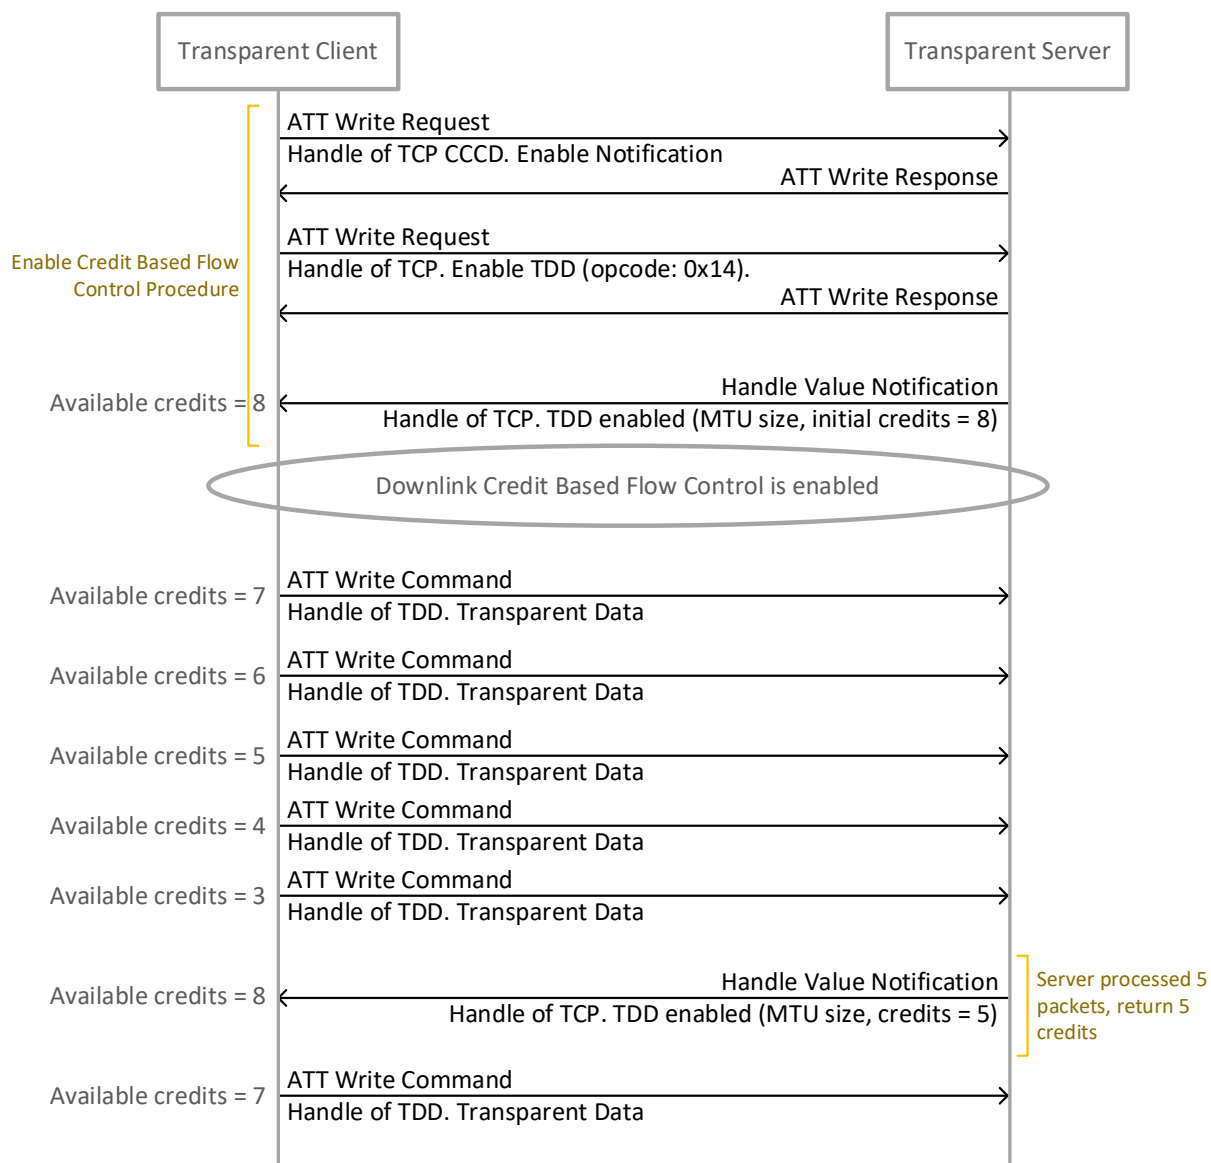 Transparent Client
Transparent Server
ATT Write Request
Handle of TCP CCCD. Enable Notification
ATT Write Response
ATT Write Request
Handle of TCP. Enable TDD (opcode: 0x14).
Enable Credit Based Flow
Control Procedure
ATT Write Response
Handle Value Notification
Available credits = 8
Handle of TCP. TDD enabled (MTU size, initial credits = 8)
Downlink Credit Based Flow Control is enabled
ATT Write Command
Available credits = 7
Handle of TDD. Transparent Data
ATT Write Command
Available credits = 6
Handle of TDD. Transparent Data
ATT Write Command
Available credits = 5
Handle of TDD. Transparent Data
ATT Write Command
Available credits = 4
Handle of TDD. Transparent Data
ATT Write Command
Available credits = 3
Handle of TDD. Transparent Data
Handle Value Notification
Available credits = 8
Handle of TCP. TDD enabled (MTU size, credits = 5)
Server processed 5
packets, return 5
credits
ATT Write Command
Available credits = 7
Handle of TDD. Transparent Data